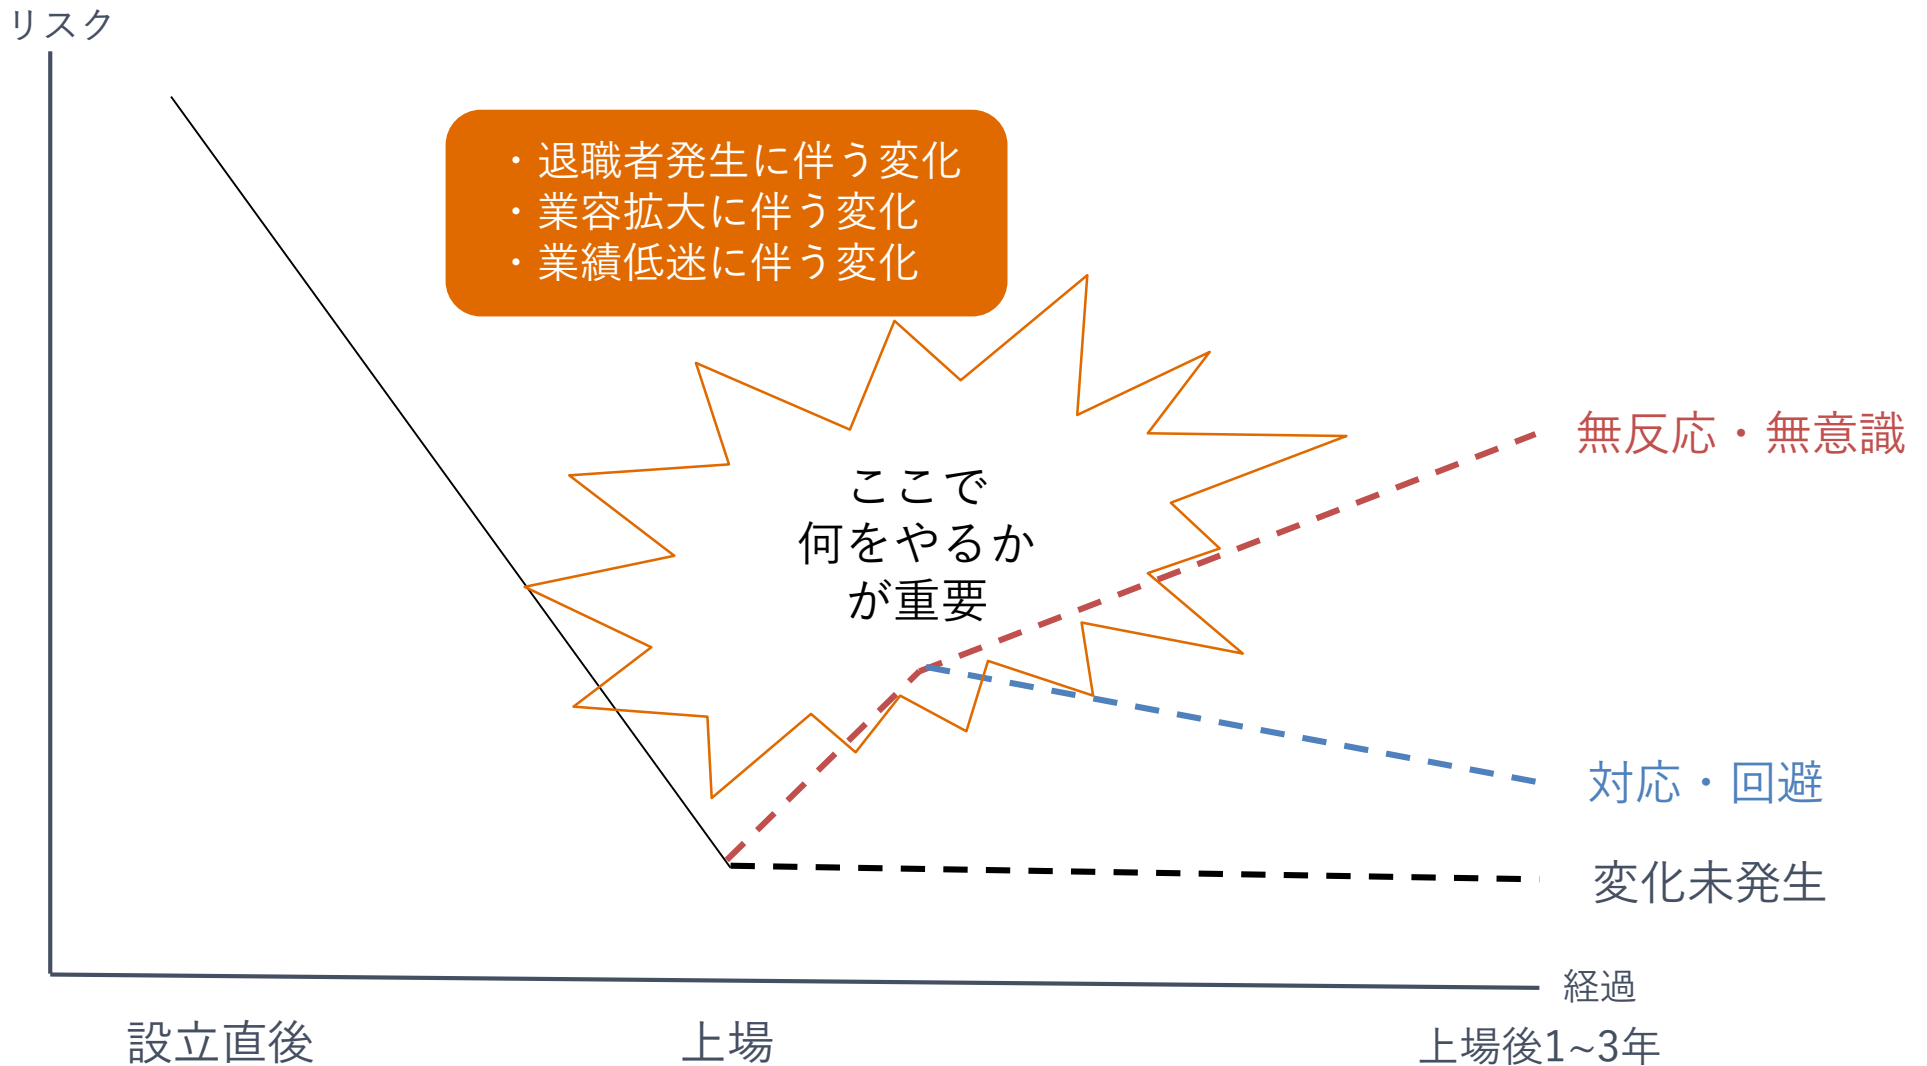 リスク
・退職者発生に伴う変化
・業容拡大に伴う変化
・業績低迷に伴う変化
ここで
何をやるか
が重要
無反応・無意識
対応・回避
変化未発生
経過
設立直後
上場
上場後1~3年